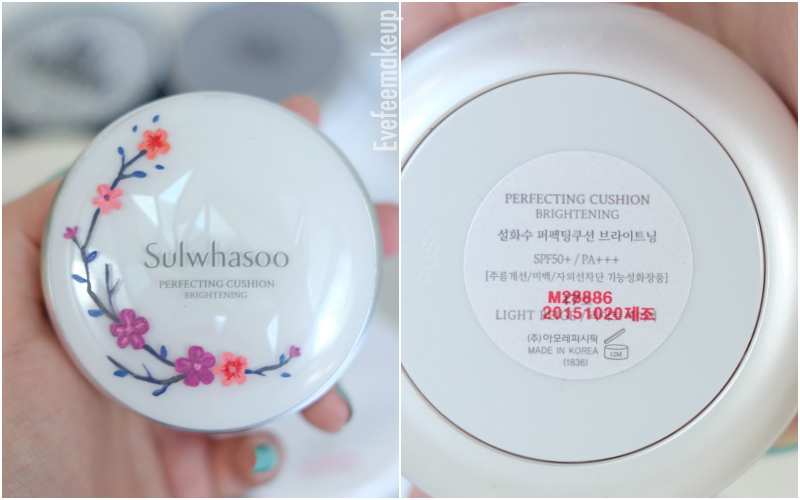 Evefeemakeup
Sulwhasoo
PERFECTING CUSHION
BRIGHTENING
PERFECTING CUSHION
BRIGHTENING
설화수 퍼펙팅쿠션 브라이트닝
SPF50+ / PA+++
[주름개선/미백/자외선차단 기능성화장품]
M28886
LIGHT
20151020제조
(주)아모레퍼시픽
MADE IN KOREA
12M
(1836)